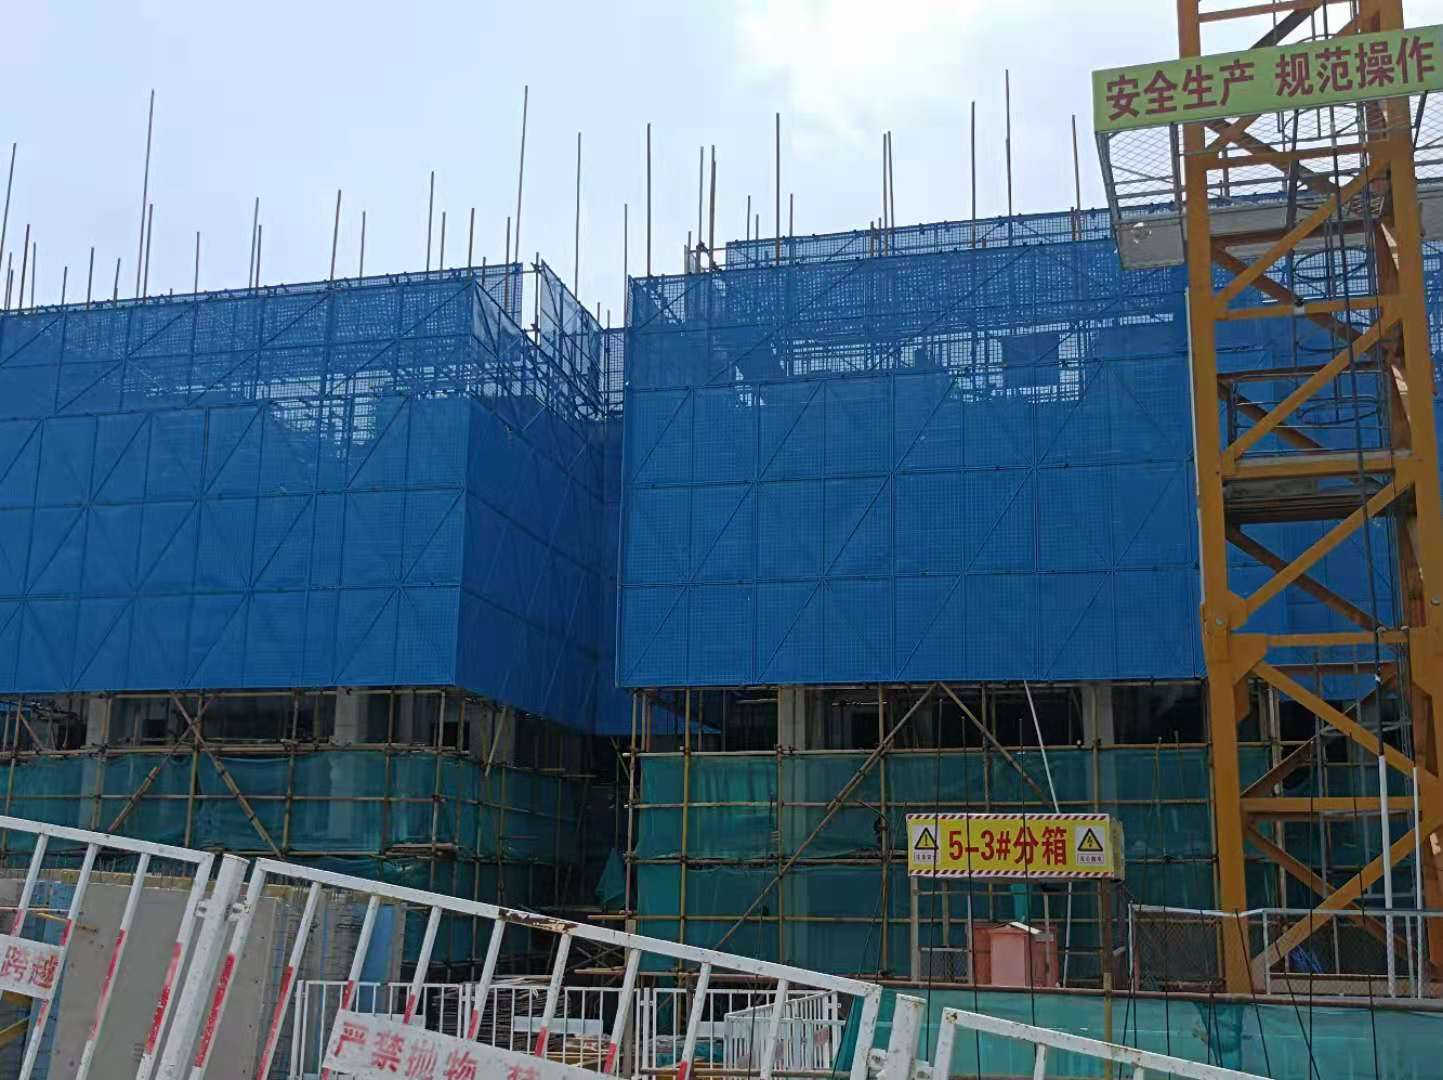 安全生产 规范操作
5-3#分箱
跨越
严禁抛物